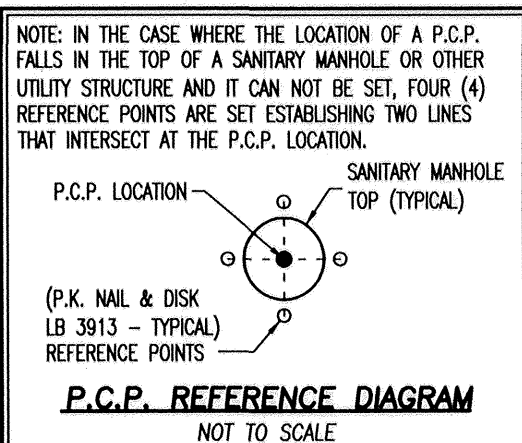 NOTE: IN THE CASE WHERE THE LOCATION OF A P.C.P.
FALLS IN THE TOP OF A SANITARY MANHOLE OR OTHER
UTILITY STRUCTURE AND IT CAN NOT BE SET, FOUR (4)
REFERENCE POINTS ARE SET ESTABLISHING TWO LINES
THAT INTERSECT AT THE P.C.P. LOCATION.
P.C.P. LOCATION
SANITARY MANHOLE
TOP (TYPICAL)
(P.K. NAIL & DISK
LB 3913 - TYPICAL)
REFERENCE POINTS
P.C.P. REFERENCE DIAGRAM
NOT TO SCALE